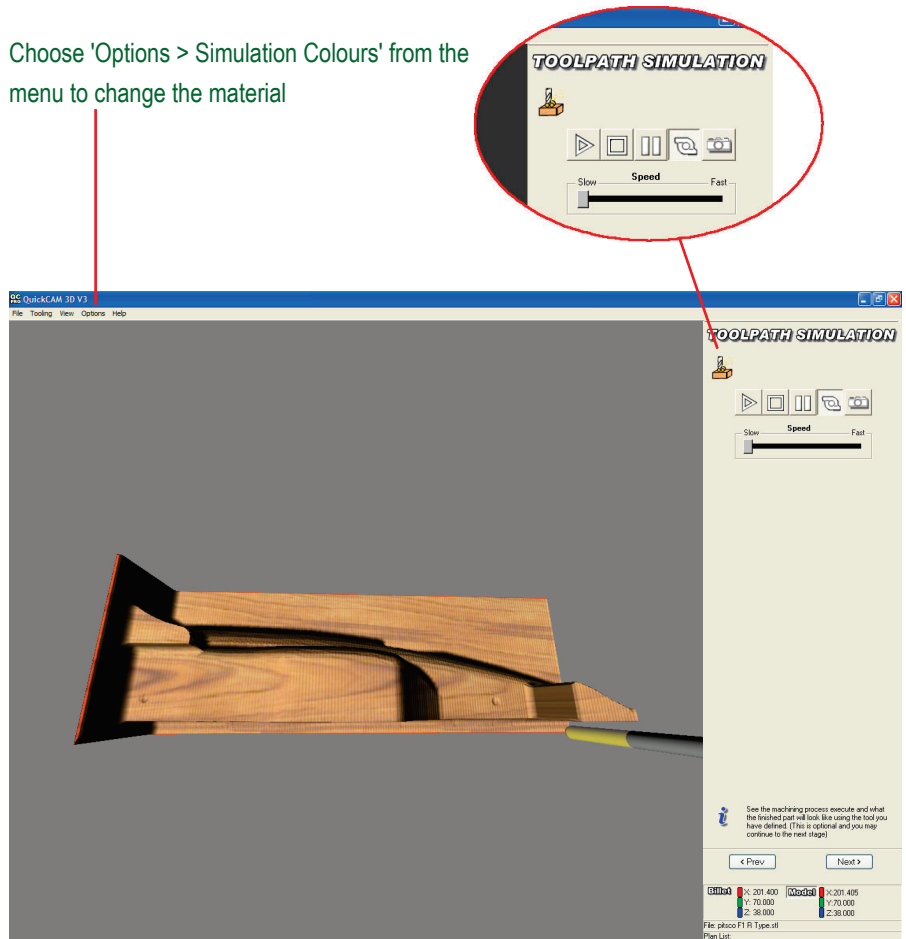 Choose 'Options > Simulation Colours' from the
menu to change the material
TOOLPATH SIMULATION
Slow Speed Fast
QC PRO QuickCAM 3D V3
File Tooling View Options Help
TOOLPATH SIMULATION
Slow Speed Fast
i See the machining process execute and what
the finished part will look like using the tool you
have defined. (This is optional and you may
continue to the next stage)
< Prev Next >
Billet X: 201.400 Model X:201.405
Y: 70.000 Y:70.000
Z: 38.000 Z:38.000
File: pitsco F1 R Type.stl
Plan List: